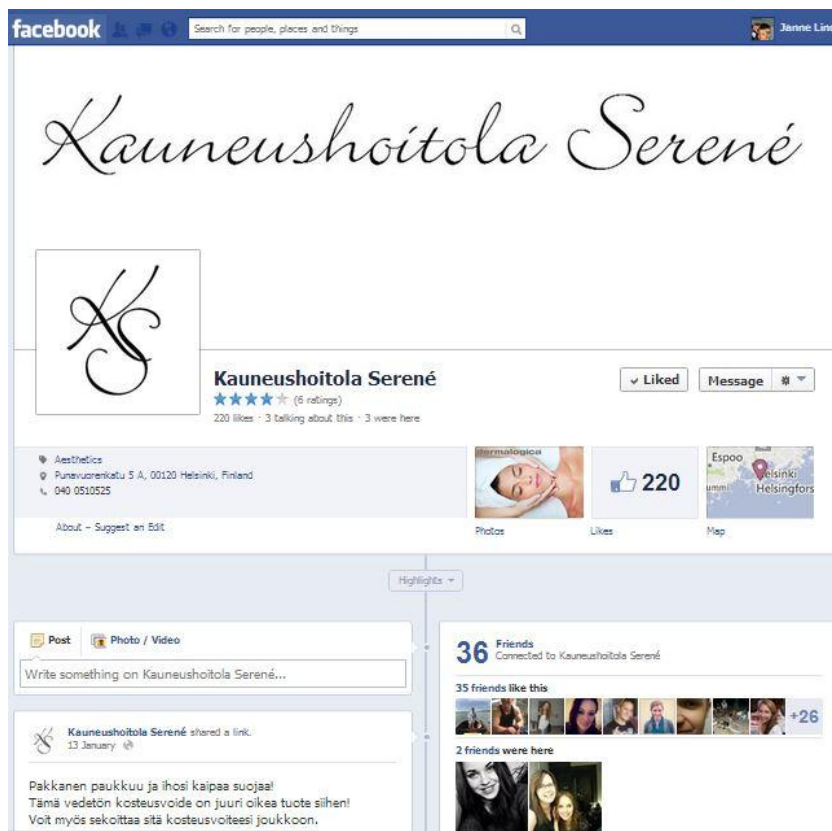 facebook
Search for people, places and things
Janne Lind
Kauneushoitola Serené
KS
Kauneushoitola Serené
(6 ratings)
220 likes · 3 talking about this · 3 were here
Liked
Message
Aesthetics
Punavuorenkatu 5 A, 00120 Helsinki, Finland
040 0510525
About – Suggest an Edit
dermalogica
Photos
220
Likes
Espoo
Helsinki
Helsingfors
Map
Highlights
Post
Photo / Video
Write something on Kauneushoitola Serené...
Kauneushoitola Serené shared a link.
13 January
Pakkanen paukkuu ja ihosi kaipaa suojaa!
Tämä vedetön kosteusvoide on juuri oikea tuote siihen!
Voit myös sekoittaa sitä kosteusvoiteesi joukkoon.
36 Friends
Connected to Kauneushoitola Serené
35 friends like this
+26
2 friends were here